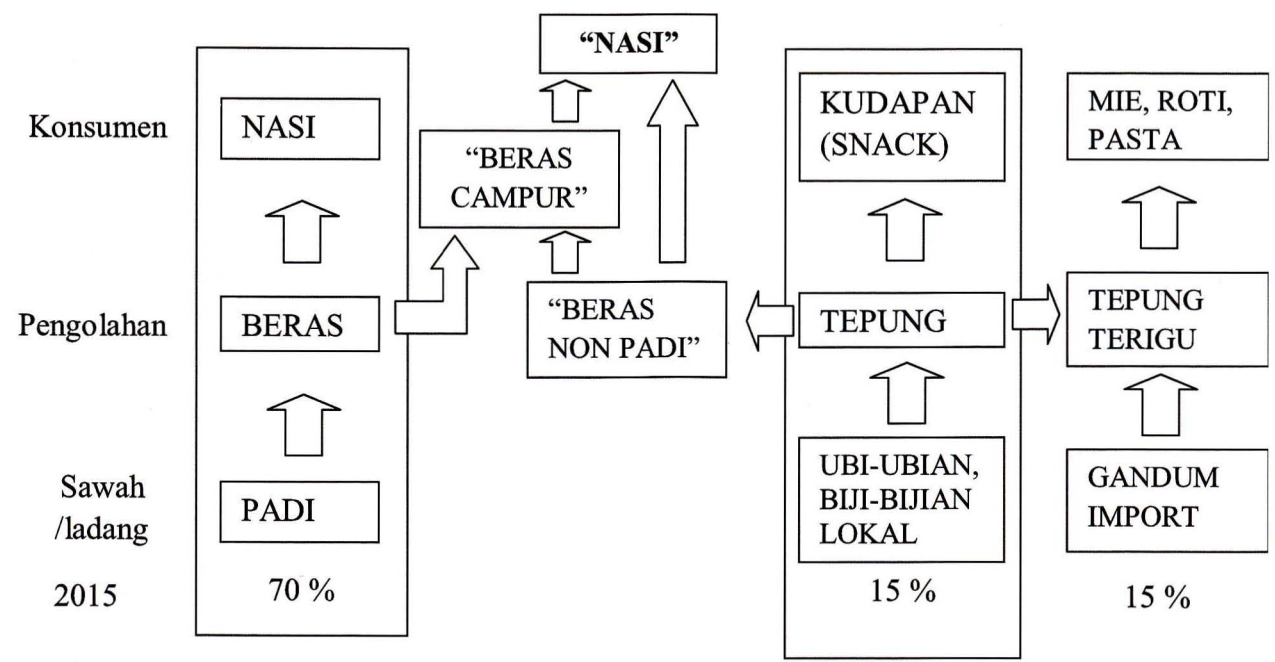 “NASI”
Konsumen
NASI
“BERAS
CAMPUR”
KUDAPAN
(SNACK)
MIE, ROTI,
PASTA
Pengolahan
BERAS
“BERAS
NON PADI”
TEPUNG
TEPUNG
TERIGU
Sawah
/ladang
PADI
UBI-UBIAN,
BIJI-BIJIAN
LOKAL
GANDUM
IMPORT
2015
70 %
15 %
15 %